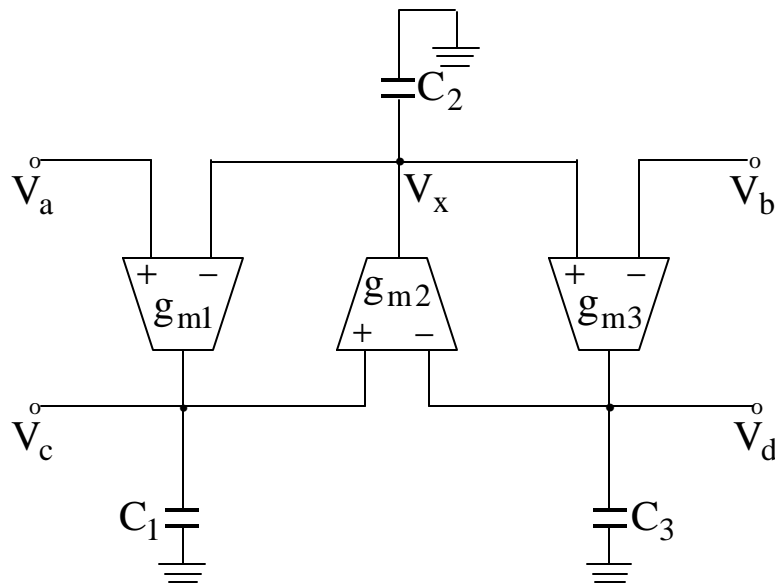 C2
Va
Vx
Vb
+ −
gm1
gm2
+ −
+ −
gm3
Vc
Vd
C1
C3